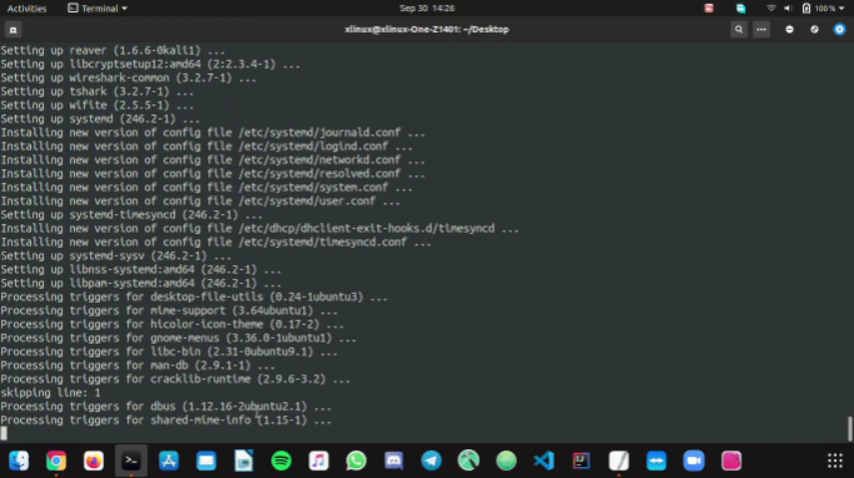 Activities
Terminal
Sep 30 14:26
100%
xlinux@xlinux-One-Z1401: ~/Desktop
Setting up reaver (1.6.6-0kali1) ...
Setting up libcryptsetup12:amd64 (2:2.3.4-1) ...
Setting up wireshark-common (3.2.7-1) ...
Setting up tshark (3.2.7-1) ...
Setting up wifite (2.5.5-1) ...
Setting up systemd (246.2-1) ...
Installing new version of config file /etc/systemd/journald.conf ...
Installing new version of config file /etc/systemd/logind.conf ...
Installing new version of config file /etc/systemd/networkd.conf ...
Installing new version of config file /etc/systemd/resolved.conf ...
Installing new version of config file /etc/systemd/system.conf ...
Installing new version of config file /etc/systemd/user.conf ...
Setting up systemd-timesyncd (246.2-1) ...
Installing new version of config file /etc/dhcp/dhclient-exit-hooks.d/timesyncd ...
Installing new version of config file /etc/systemd/timesyncd.conf ...
Setting up systemd-sysv (246.2-1) ...
Setting up libnss-systemd:amd64 (246.2-1) ...
Setting up libpam-systemd:amd64 (246.2-1) ...
Processing triggers for desktop-file-utils (0.24-1ubuntu3) ...
Processing triggers for mime-support (3.64ubuntu1) ...
Processing triggers for hicolor-icon-theme (0.17-2) ...
Processing triggers for gnome-menus (3.36.0-1ubuntu1) ...
Processing triggers for libc-bin (2.31-0ubuntu9.1) ...
Processing triggers for man-db (2.9.1-1) ...
Processing triggers for cracklib-runtime (2.9.6-3.2) ...
skipping line: 1
Processing triggers for dbus (1.12.16-2ubuntu2.1) ...
Processing triggers for shared-mime-info (1.15-1) ...